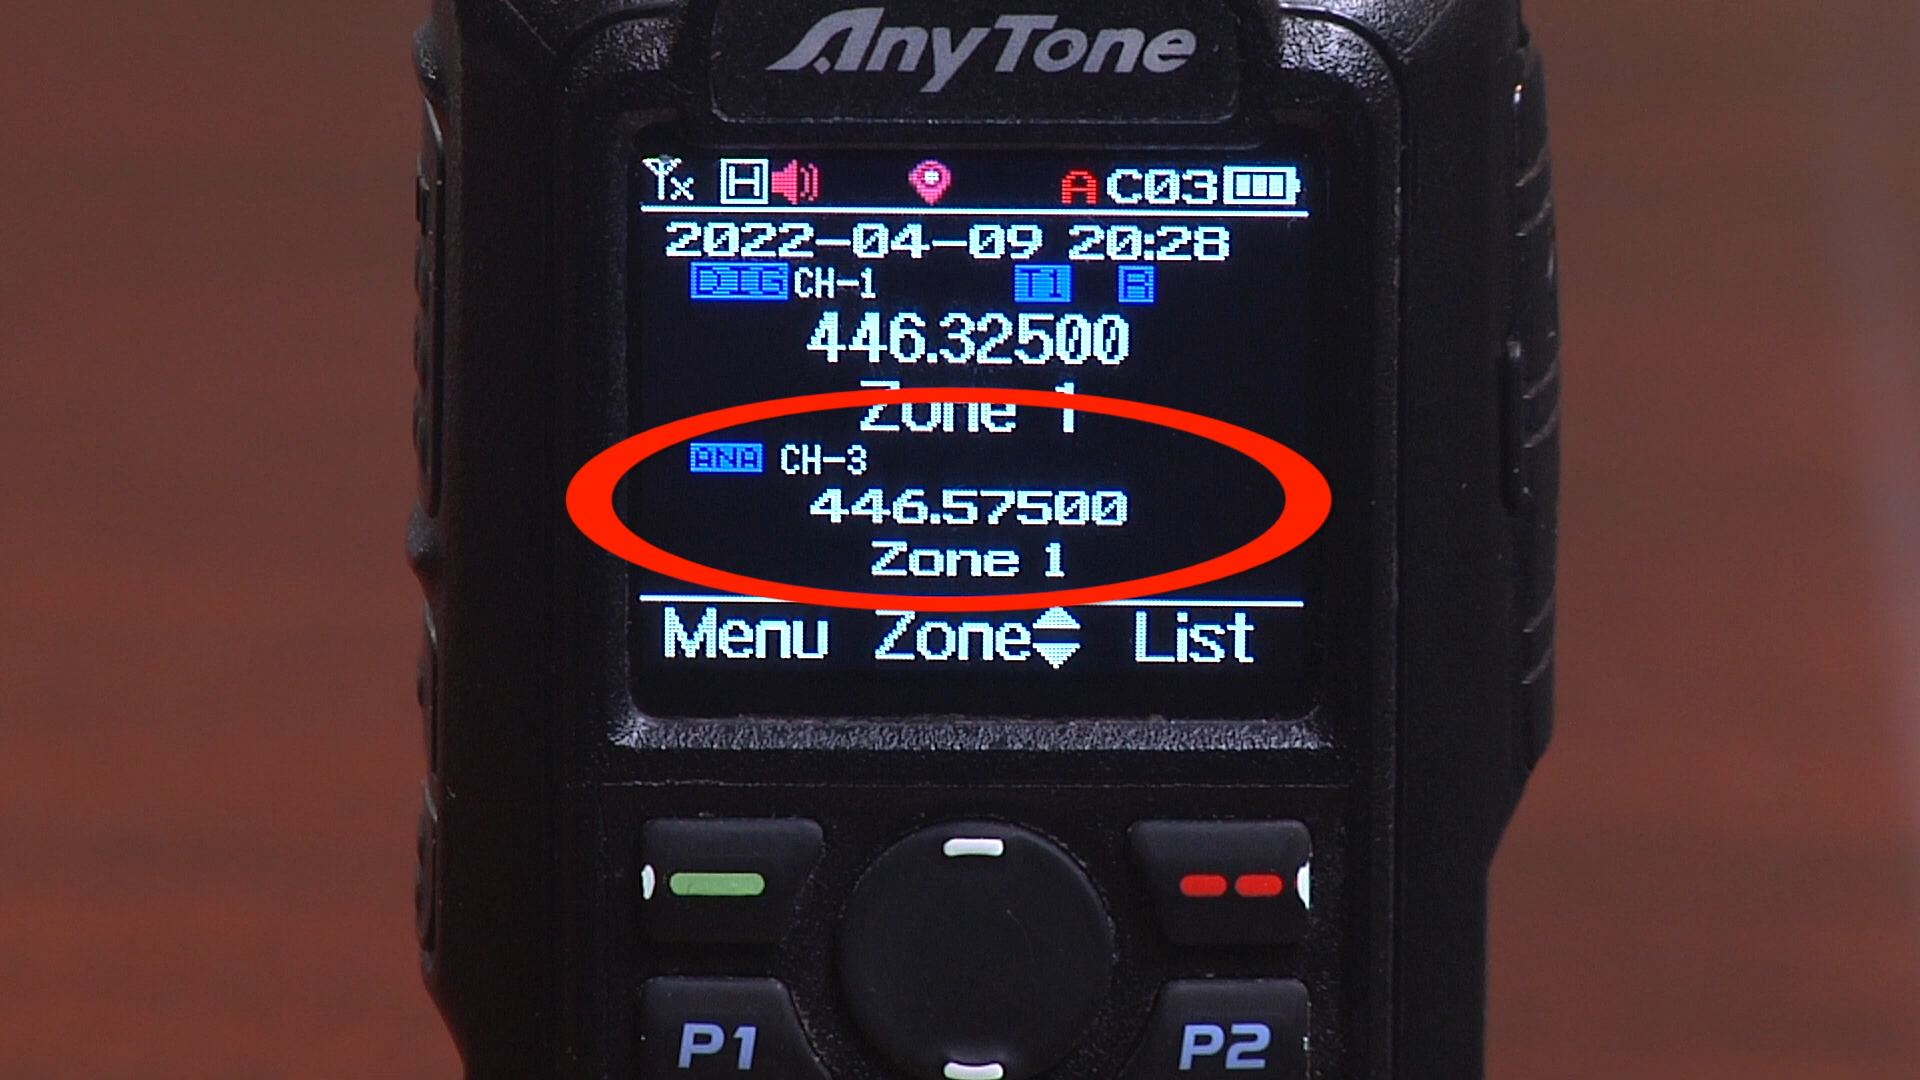 AnyTone
Tx H A C03
2022-04-09 20:28
DIG CH-1 T1 R
446.32500
Zone 1
ANA CH-3
446.57500
Zone 1
Menu Zone List
P1 P2